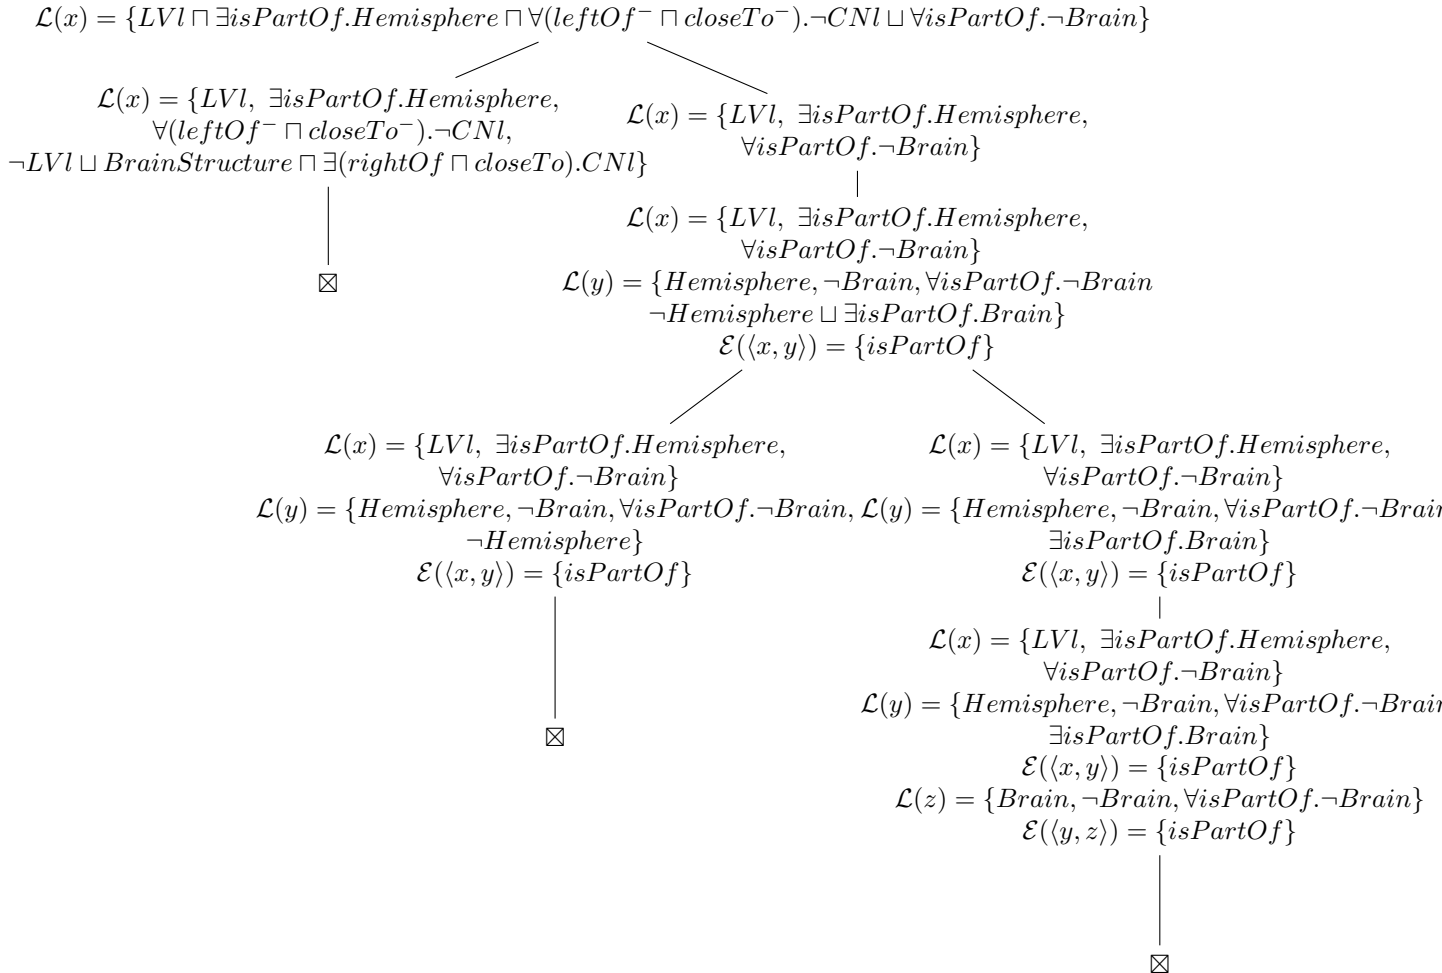 ℒ(x) = {LVl ⊓ ∃isPartOf.Hemisphere ⊓ ∀(leftOf⁻ ⊓ closeTo⁻).¬CNl ⊔ ∀isPartOf.¬Brain}
ℒ(x) = {LVl, ∃isPartOf.Hemisphere,
∀(leftOf⁻ ⊓ closeTo⁻).¬CNl,
¬LVl ⊔ BrainStructure ⊓ ∃(rightOf ⊓ closeTo).CNl}
⊠
ℒ(x) = {LVl, ∃isPartOf.Hemisphere,
∀isPartOf.¬Brain}
ℒ(x) = {LVl, ∃isPartOf.Hemisphere,
∀isPartOf.¬Brain}
ℒ(y) = {Hemisphere, ¬Brain, ∀isPartOf.¬Brain
¬Hemisphere ⊔ ∃isPartOf.Brain}
ℰ(⟨x, y⟩) = {isPartOf}
ℒ(x) = {LVl, ∃isPartOf.Hemisphere,
∀isPartOf.¬Brain}
ℒ(y) = {Hemisphere, ¬Brain, ∀isPartOf.¬Brain,
¬Hemisphere}
ℰ(⟨x, y⟩) = {isPartOf}
⊠
ℒ(x) = {LVl, ∃isPartOf.Hemisphere,
∀isPartOf.¬Brain}
ℒ(y) = {Hemisphere, ¬Brain, ∀isPartOf.¬Brain
∃isPartOf.Brain}
ℰ(⟨x, y⟩) = {isPartOf}
ℒ(x) = {LVl, ∃isPartOf.Hemisphere,
∀isPartOf.¬Brain}
ℒ(y) = {Hemisphere, ¬Brain, ∀isPartOf.¬Brain
∃isPartOf.Brain}
ℰ(⟨x, y⟩) = {isPartOf}
ℒ(z) = {Brain, ¬Brain, ∀isPartOf.¬Brain}
ℰ(⟨y, z⟩) = {isPartOf}
⊠